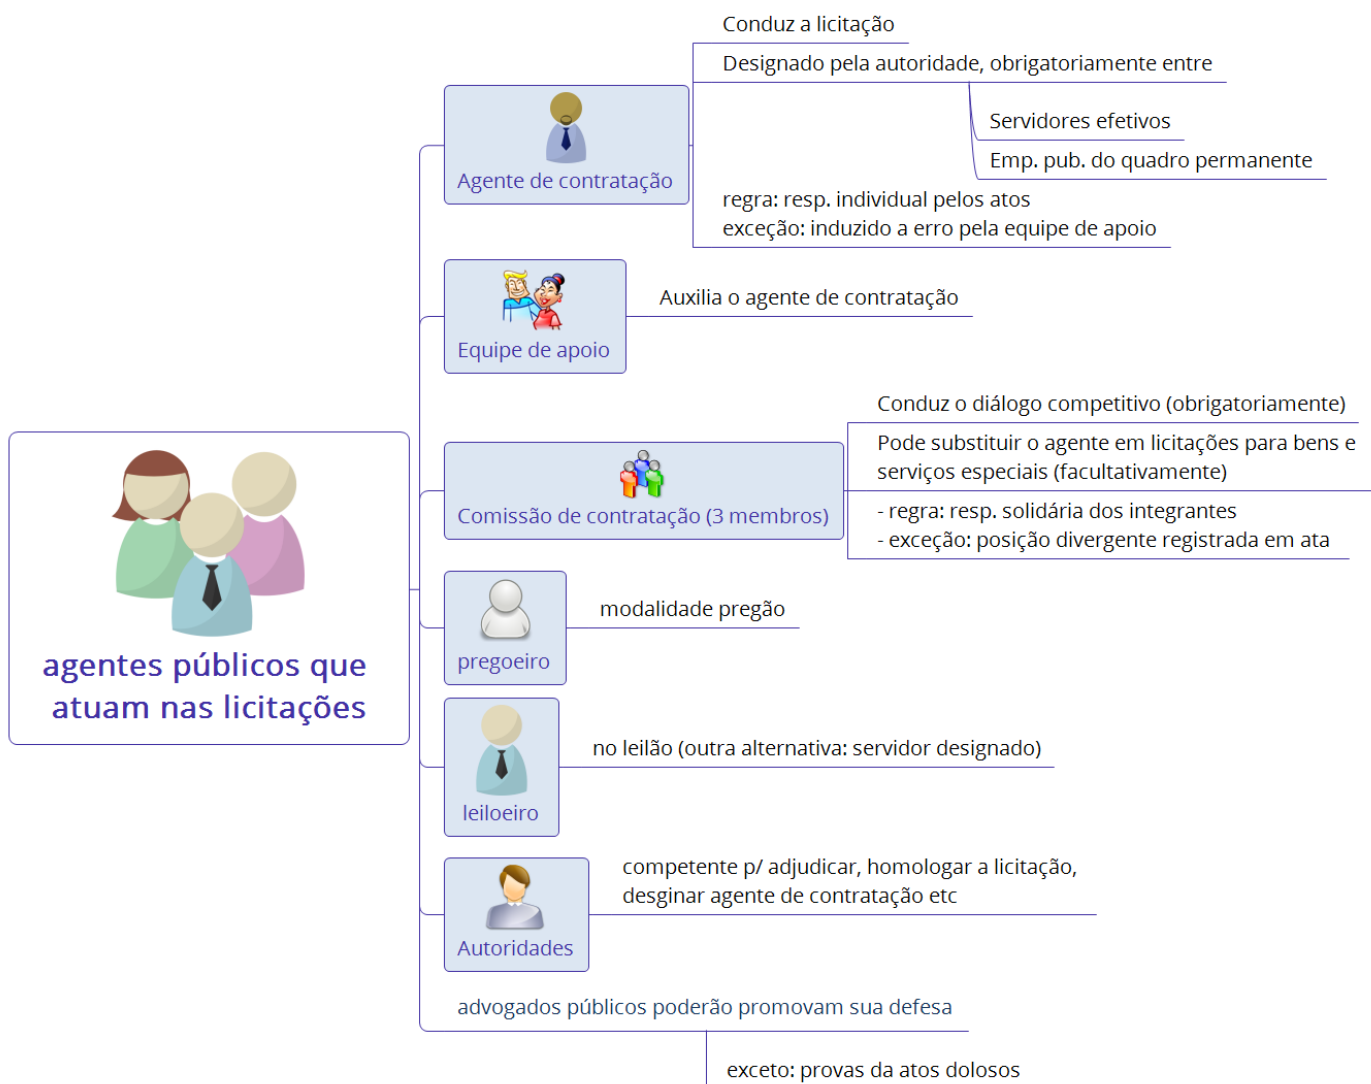 agentes públicos que
atuam nas licitações
Agente de contratação
Conduz a licitação
Designado pela autoridade, obrigatoriamente entre
Servidores efetivos
Emp. pub. do quadro permanente
regra: resp. individual pelos atos
exceção: induzido a erro pela equipe de apoio
Equipe de apoio
Auxilia o agente de contratação
Comissão de contratação (3 membros)
Conduz o diálogo competitivo (obrigatoriamente)
Pode substituir o agente em licitações para bens e
serviços especiais (facultativamente)
- regra: resp. solidária dos integrantes
- exceção: posição divergente registrada em ata
pregoeiro
modalidade pregão
leiloeiro
no leilão (outra alternativa: servidor designado)
Autoridades
competente p/ adjudicar, homologar a licitação,
desginar agente de contratação etc
advogados públicos poderão promovam sua defesa
exceto: provas da atos dolosos